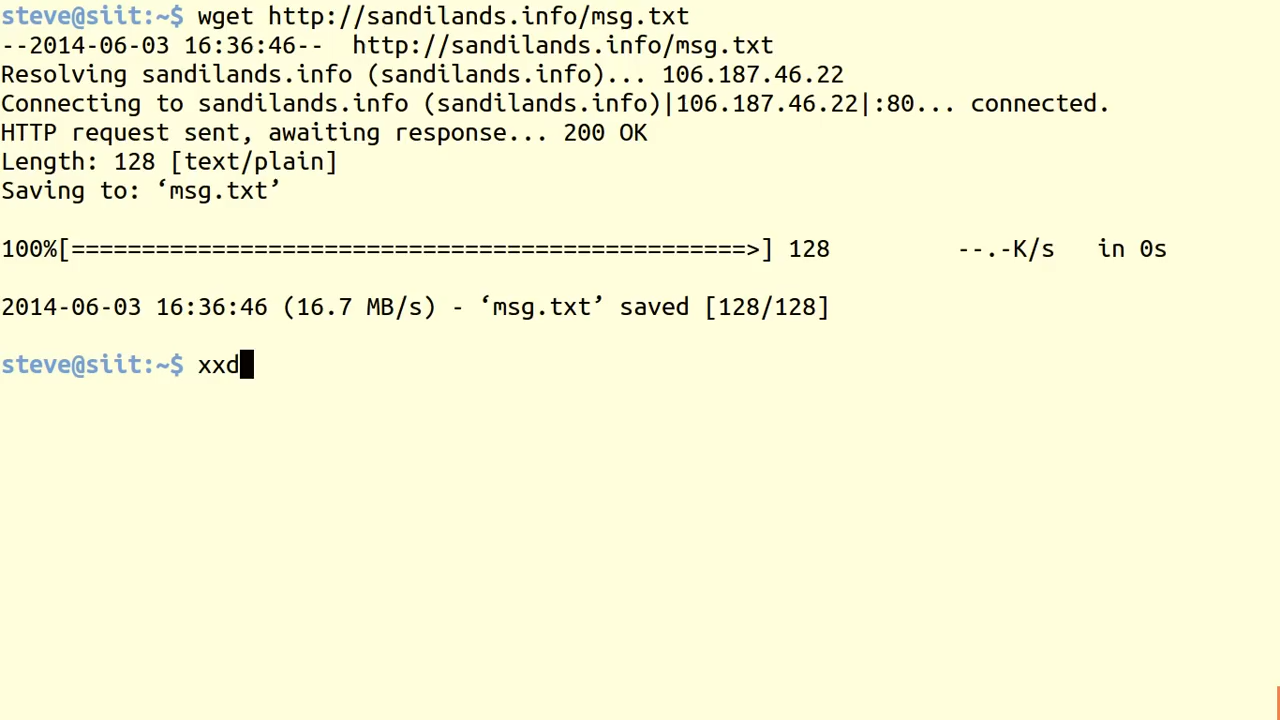 steve@siit:~$ wget http://sandilands.info/msg.txt
--2014-06-03 16:36:46--  http://sandilands.info/msg.txt
Resolving sandilands.info (sandilands.info)... 106.187.46.22
Connecting to sandilands.info (sandilands.info)|106.187.46.22|:80... connected.
HTTP request sent, awaiting response... 200 OK
Length: 128 [text/plain]
Saving to: ‘msg.txt’
100%[================================================>] 128         --.-K/s   in 0s
2014-06-03 16:36:46 (16.7 MB/s) - ‘msg.txt’ saved [128/128]
steve@siit:~$ xxd